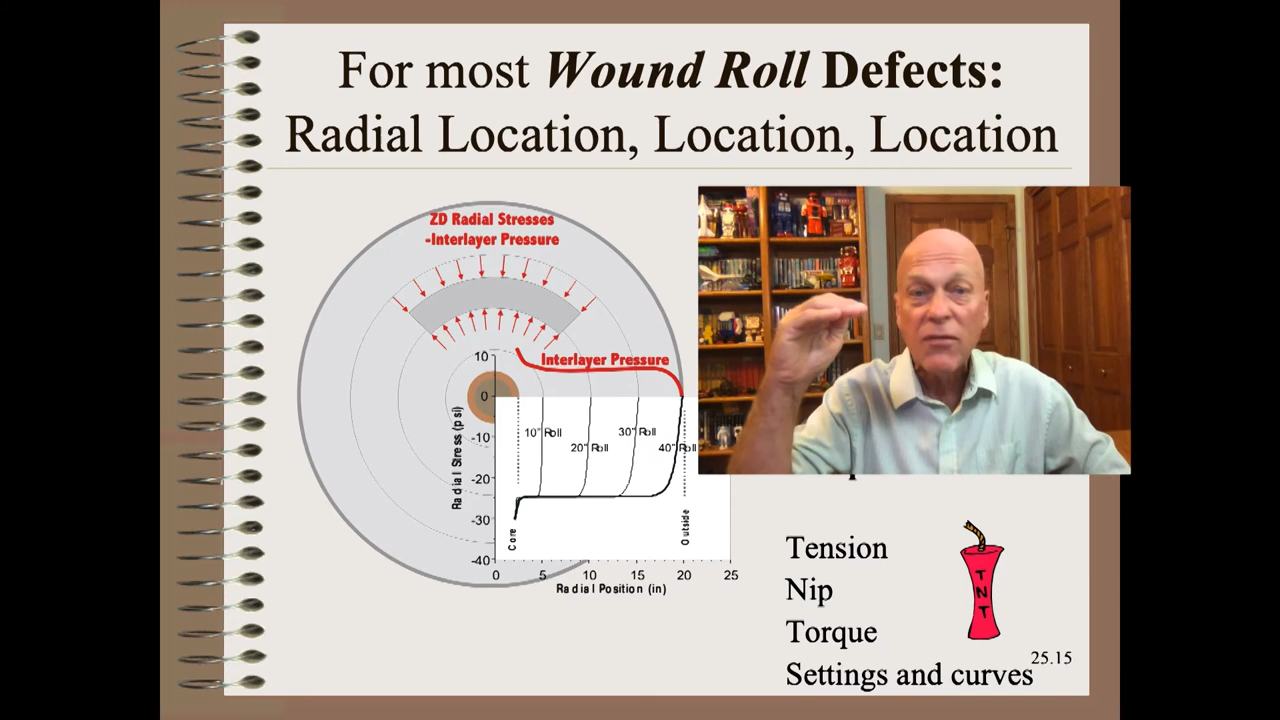 For most Wound Roll Defects:
Radial Location, Location, Location
ZD Radial Stresses
-Interlayer Pressure
Interlayer Pressure
10
0
-10
-20
-30
-40
Radial Stress (psi)
10" Roll
20" Roll
30" Roll
40" Roll
Core
Outside
0 5 10 15 20 25
Radial Position (in)
Tension
Nip
Torque
Settings and curves
TNT
25.15